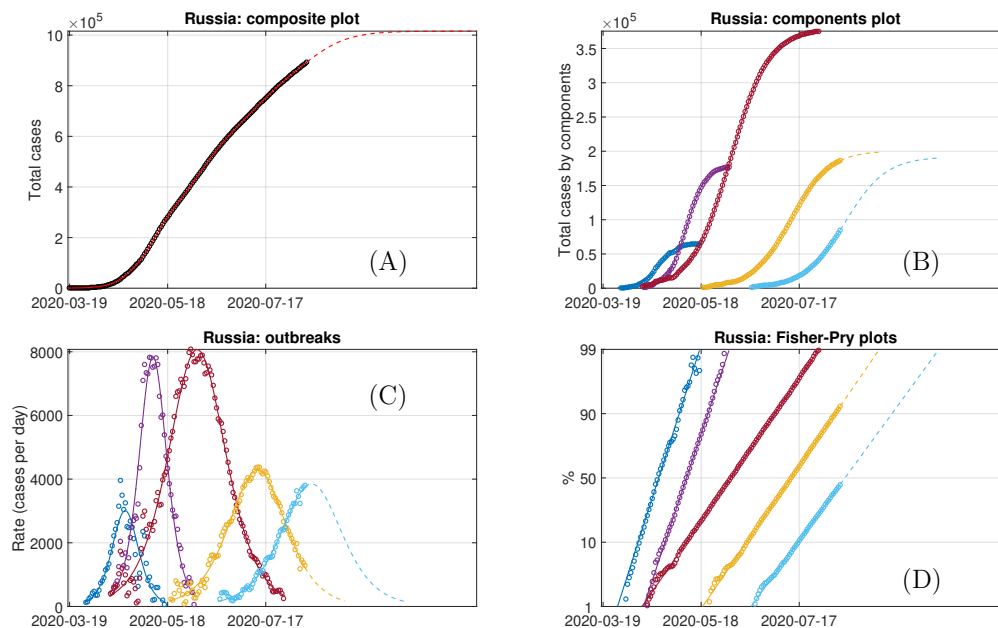 Russia: composite plot
×10⁵
10
8
6
4
2
0
Total cases
(A)
2020-03-19 2020-05-18 2020-07-17
Russia: components plot
×10⁵
3.5
3
2.5
2
1.5
1
0.5
0
Total cases by components
(B)
2020-03-19 2020-05-18 2020-07-17
Russia: outbreaks
8000
6000
4000
2000
0
Rate (cases per day)
(C)
2020-03-19 2020-05-18 2020-07-17
Russia: Fisher-Pry plots
99
90
50
10
1
%
(D)
2020-03-19 2020-05-18 2020-07-17